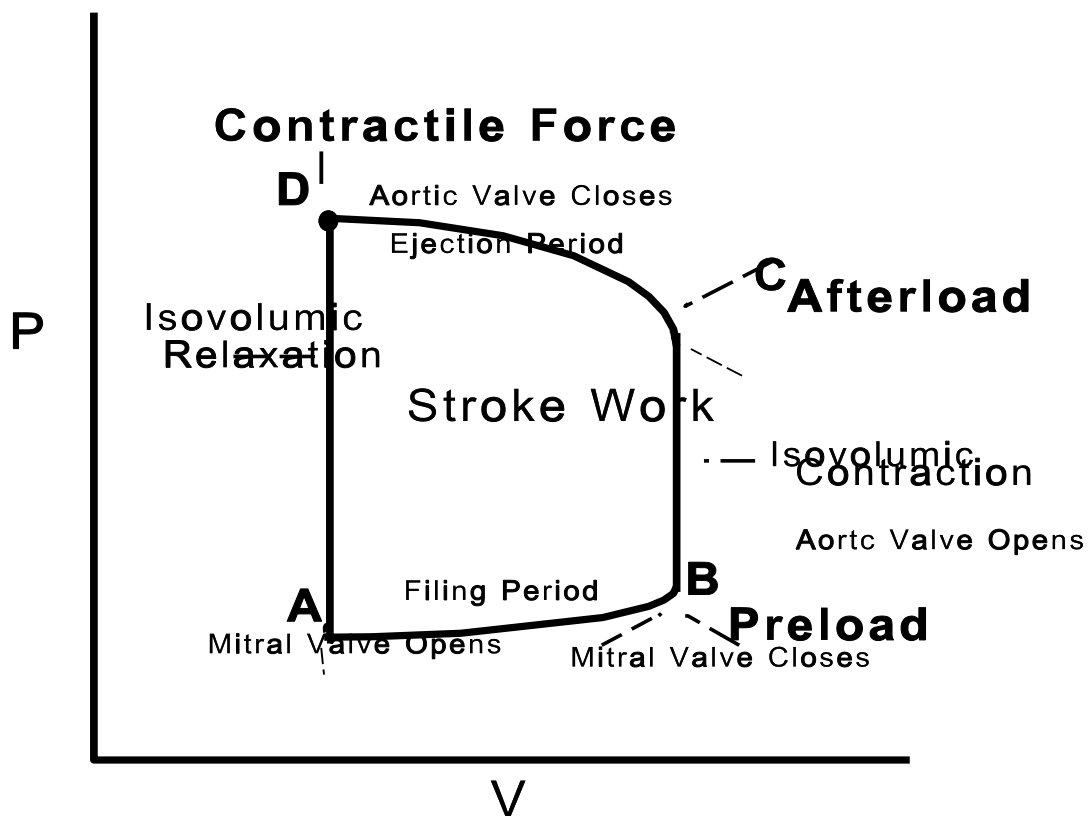 Contractile Force
D
Aortic Valve Closes
Ejection Period
C
Afterload
Isovolumic
Relaxation
P
Stroke Work
Isovolumic
Contraction
Aortc Valve Opens
B
Filing Period
A
Preload
Mitral Valve Opens
Mitral Valve Closes
V